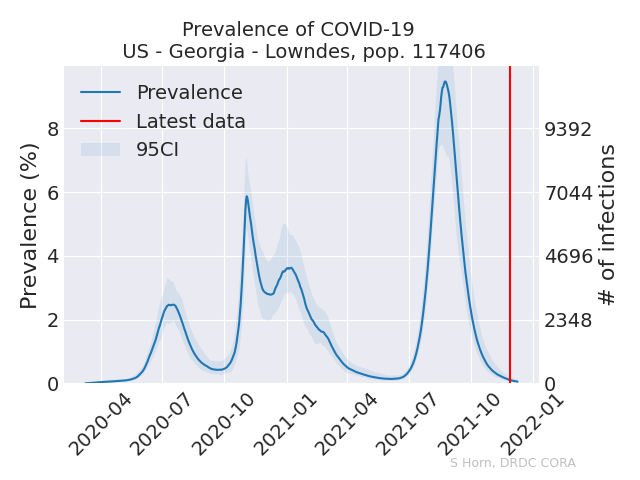 Prevalence of COVID-19
US - Georgia - Lowndes, pop. 117406
Prevalence
Latest data
95CI
Prevalence (%)
8
6
4
2
0
9392
7044
4696
2348
0
# of infections
2020-04
2020-07
2020-10
2021-01
2021-04
2021-07
2021-10
2022-01
S Horn, DRDC CORA